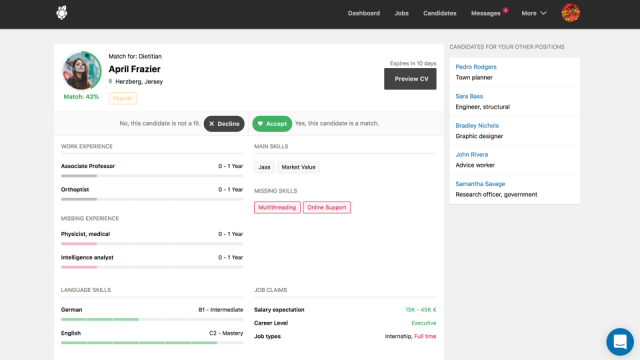 Dashboard Jobs Candidates Messages More
Match for: Dietitian
April Frazier
Herzberg, Jersey
Match: 42%
Popular
Expires in 10 days
Preview CV
No, this candidate is not a fit. Decline
Accept Yes, this candidate is a match.
WORK EXPERIENCE
Associate Professor 0 - 1 Year
Orthoptist 0 - 1 Year
MISSING EXPERIENCE
Physicist, medical 0 - 1 Year
Intelligence analyst 0 - 1 Year
LANGUAGE SKILLS
German B1 - Intermediate
English C2 - Mastery
MAIN SKILLS
Jass Market Value
MISSING SKILLS
Multithreading Online Support
JOB CLAIMS
Salary expectation 15K - 45K €
Career Level Executive
Job types Internship, Full time
CANDIDATES FOR YOUR OTHER POSITIONS
Pedro Rodgers
Town planner
Sara Bass
Engineer, structural
Bradley Nichols
Graphic designer
John Rivera
Advice worker
Samantha Savage
Research officer, government